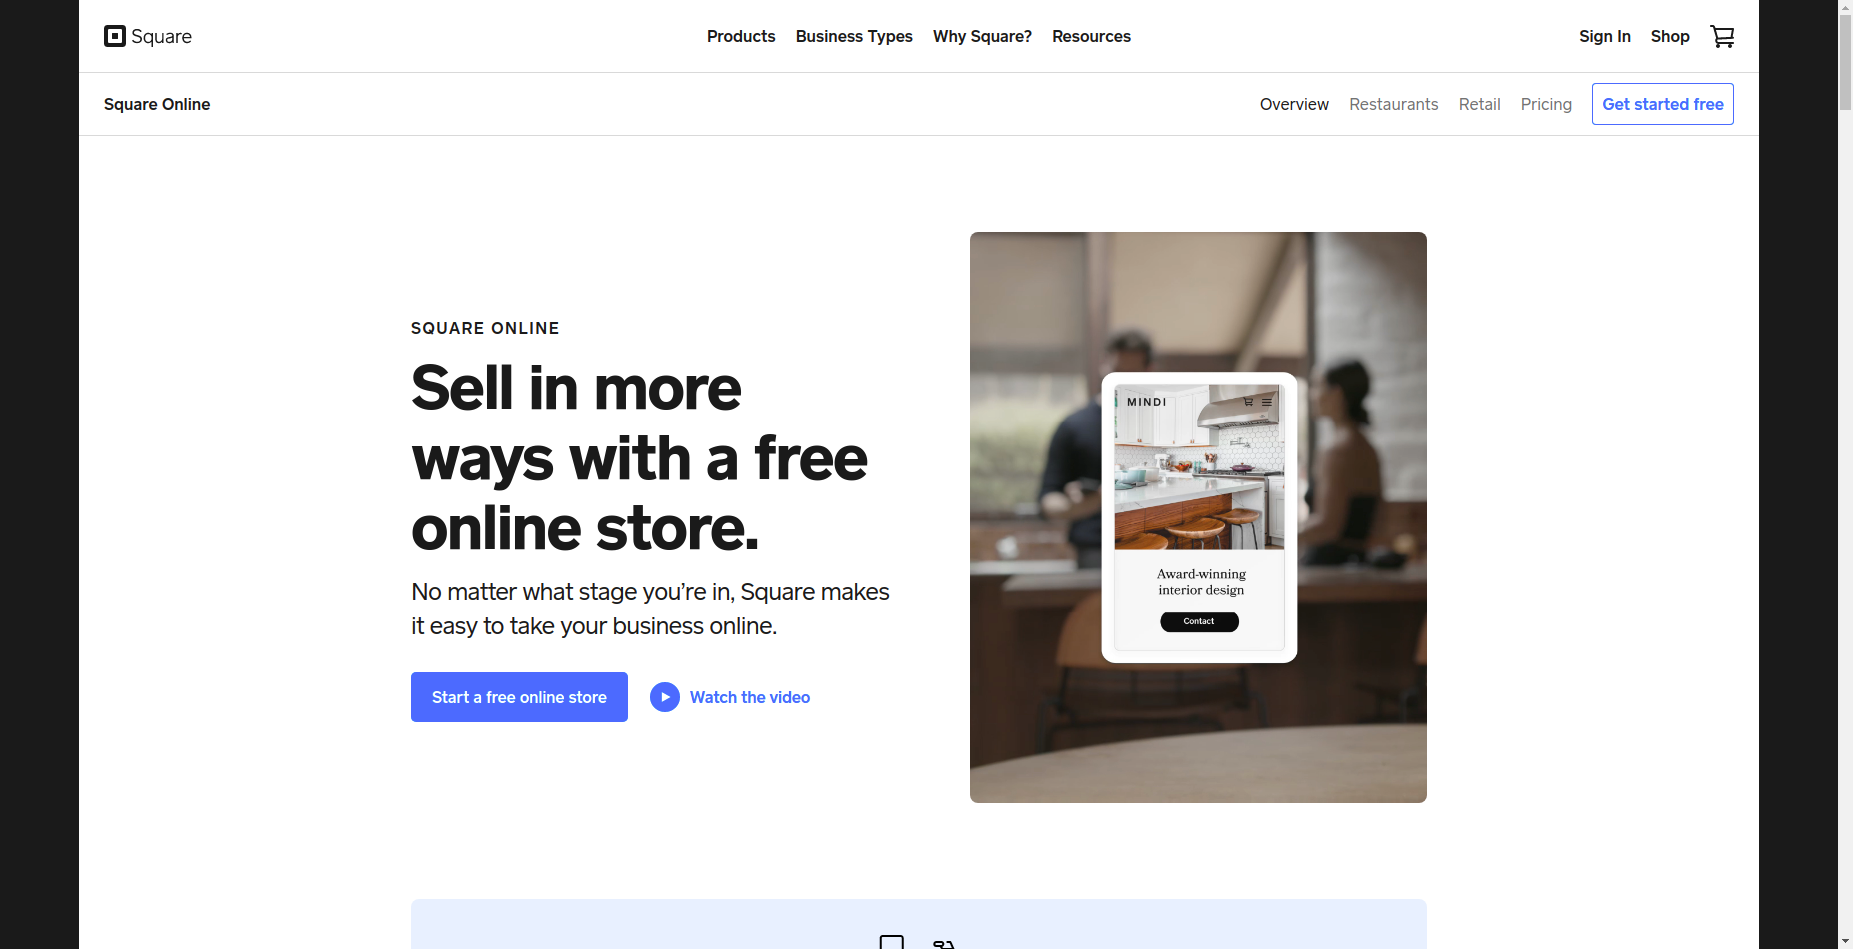 Square
Products Business Types Why Square? Resources
Sign In Shop
Square Online
Overview Restaurants Retail Pricing Get started free
SQUARE ONLINE
Sell in more
ways with a free
online store.
No matter what stage you’re in, Square makes
it easy to take your business online.
Start a free online store Watch the video
MINDI
Award-winning
interior design
Contact